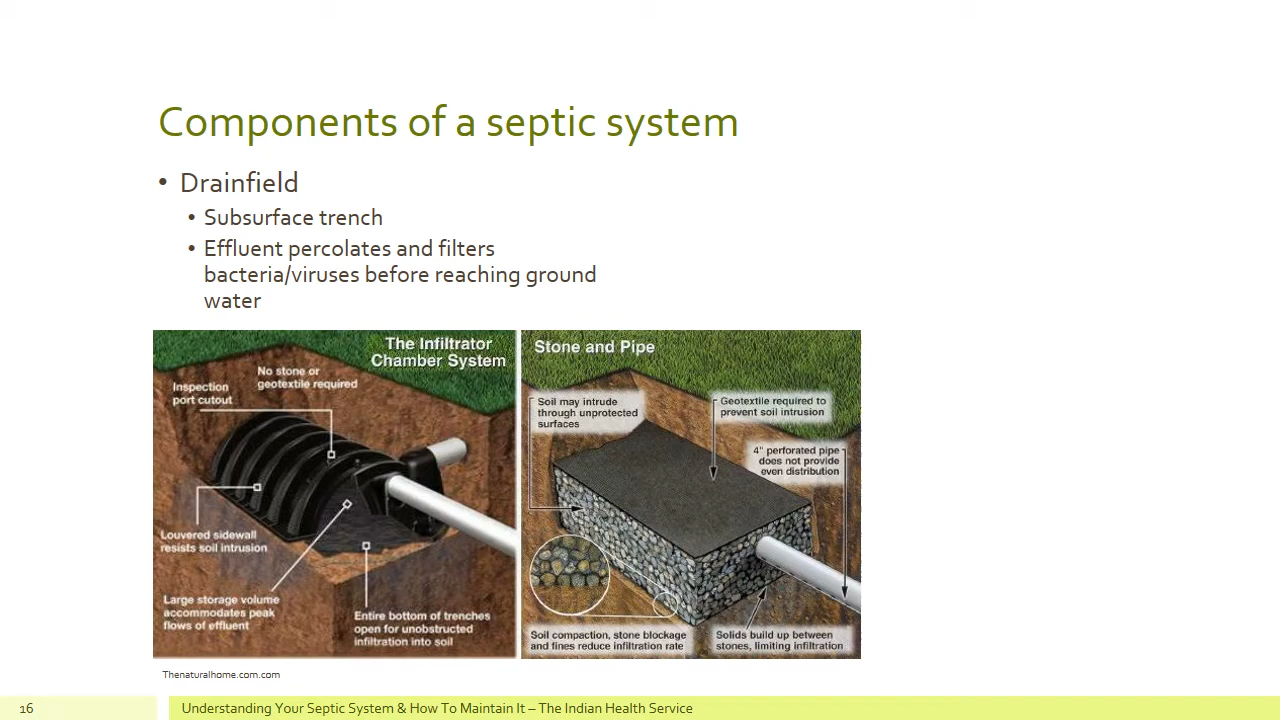 Components of a septic system
• Drainfield
• Subsurface trench
• Effluent percolates and filters
bacteria/viruses before reaching ground
water
The Infiltrator
Chamber System
No stone or
geotextile required
Inspection
port cutout
Louvered sidewall
resists soil intrusion
Large storage volume
accommodates peak
flows of effluent
Entire bottom of trenches
open for unobstructed
infiltration into soil
Stone and Pipe
Soil may intrude
through unprotected
surfaces
Geotextile required to
prevent soil intrusion
4" perforated pipe
does not provide
even distribution
Soil compaction, stone blockage
and fines reduce infiltration rate
Solids build up between
stones, limiting infiltration
Thenaturalhome.com.com
16
Understanding Your Septic System & How To Maintain It – The Indian Health Service